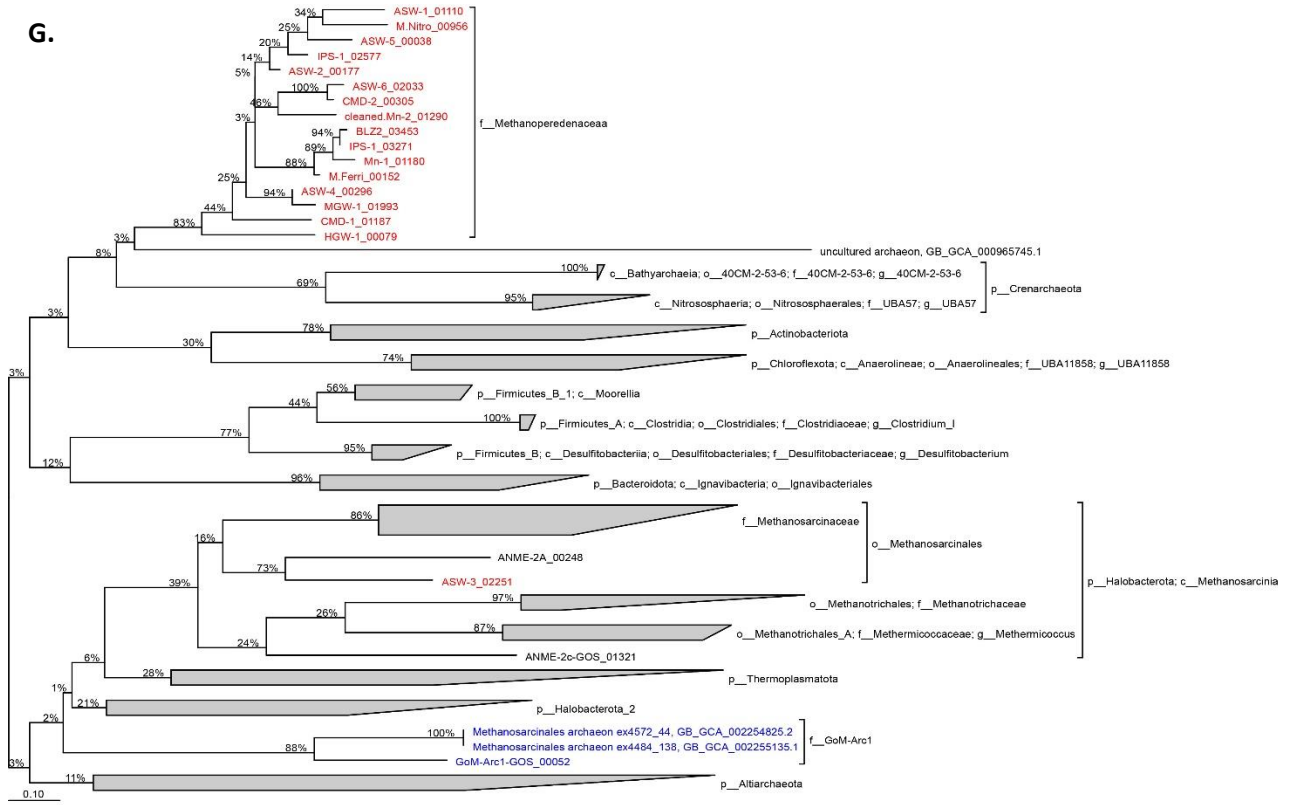 G.
34%
ASW-1_01110
M.Nitro_00956
25%
ASW-5_00038
20%
IPS-1_02577
14%
ASW-2_00177
5%
100%
ASW-6_02033
CMD-2_00305
46%
cleaned.Mn-2_01290
f__Methanoperedenaceaa
3%
94%
BLZ2_03453
89%
IPS-1_03271
Mn-1_01180
88%
M.Ferri_00152
25%
94%
ASW-4_00296
MGW-1_01993
44%
CMD-1_01187
83%
HGW-1_00079
3%
uncultured archaeon, GB_GCA_000965745.1
8%
100%
c__Bathyarchaeia; o__40CM-2-53-6; f__40CM-2-53-6; g__40CM-2-53-6
69%
p__Crenarchaeota
95%
c__Nitrososphaeria; o__Nitrososphaerales; f__UBA57; g__UBA57
3%
78%
p__Actinobacteriota
30%
74%
p__Chloroflexota; c__Anaerolineae; o__Anaerolineales; f__UBA11858; g__UBA11858
3%
56%
p__Firmicutes_B_1; c__Moorellia
44%
100%
p__Firmicutes_A; c__Clostridia; o__Clostridiales; f__Clostridiaceae; g__Clostridium_I
77%
95%
p__Firmicutes_B; c__Desulfitobacteriia; o__Desulfitobacteriales; f__Desulfitobacteriaceae; g__Desulfitobacterium
12%
96%
p__Bacteroidota; c__Ignavibacteria; o__Ignavibacteriales
86%
f__Methanosarcinaceae
16%
o__Methanosarcinales
ANME-2A_00248
73%
ASW-3_02251
p__Halobacterota; c__Methanosarcinia
39%
97%
o__Methanotrichales; f__Methanotrichaceae
26%
87%
o__Methanotrichales_A; f__Methermicoccaceae; g__Methermicoccus
24%
ANME-2c-GOS_01321
6%
28%
p__Thermoplasmatota
1%
21%
p__Halobacterota_2
2%
100%
Methanosarcinales archaeon ex4572_44, GB_GCA_002254825.2
f__GoM-Arc1
88%
Methanosarcinales archaeon ex4484_138, GB_GCA_002255135.1
GoM-Arc1-GOS_00052
3%
11%
p__Altiarchaeota
0.10